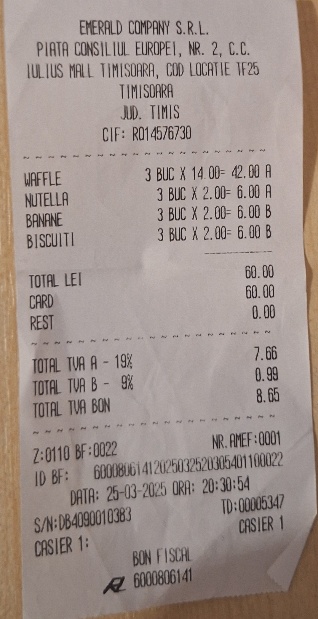 EMERALD COMPANY S.R.L.
PIATA CONSILIUL EUROPEI, NR. 2, C.C.
IULIUS MALL TIMISOARA, COD LOCATIE TF25
TIMISOARA
JUD. TIMIS
CIF: RO14576730
WAFFLE 3 BUC X 14.00= 42.00 A
NUTELLA 3 BUC X 2.00= 6.00 A
BANANE 3 BUC X 2.00= 6.00 B
BISCUITI 3 BUC X 2.00= 6.00 B
TOTAL LEI 60.00
CARD 60.00
REST 0.00
TOTAL TVA A - 19% 7.66
TOTAL TVA B - 9% 0.99
TOTAL TVA BON 8.65
Z:0110 BF:0022 NR.AMEF:0001
ID BF: 60008061412025032520305401100022
DATA: 25-03-2025 ORA: 20:30:54
S/N:DB4090010383 TD:00005347
CASIER 1: CASIER 1
BON FISCAL
6000806141